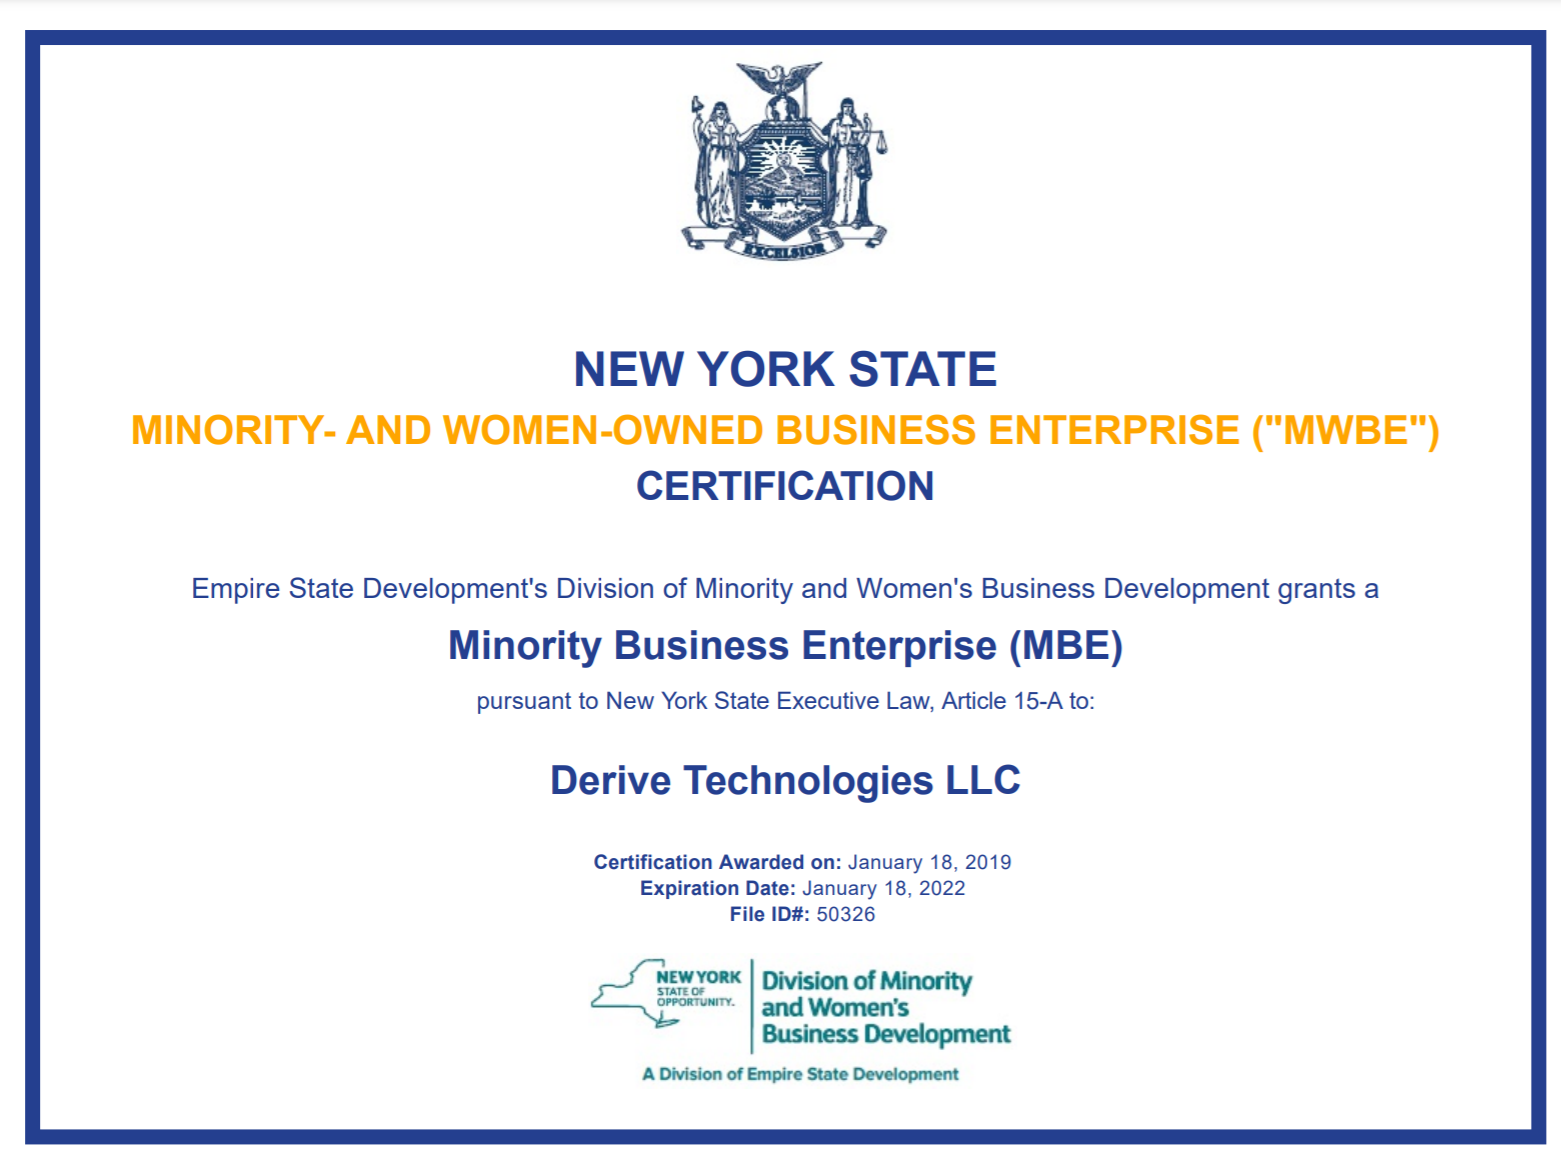 EXCELSIOR
NEW YORK STATE
MINORITY- AND WOMEN-OWNED BUSINESS ENTERPRISE ("MWBE")
CERTIFICATION
Empire State Development's Division of Minority and Women's Business Development grants a
Minority Business Enterprise (MBE)
pursuant to New York State Executive Law, Article 15-A to:
Derive Technologies LLC
Certification Awarded on: January 18, 2019
Expiration Date: January 18, 2022
File ID#: 50326
NEW YORK
STATE OF
OPPORTUNITY.
Division of Minority
and Women's
Business Development
A Division of Empire State Development